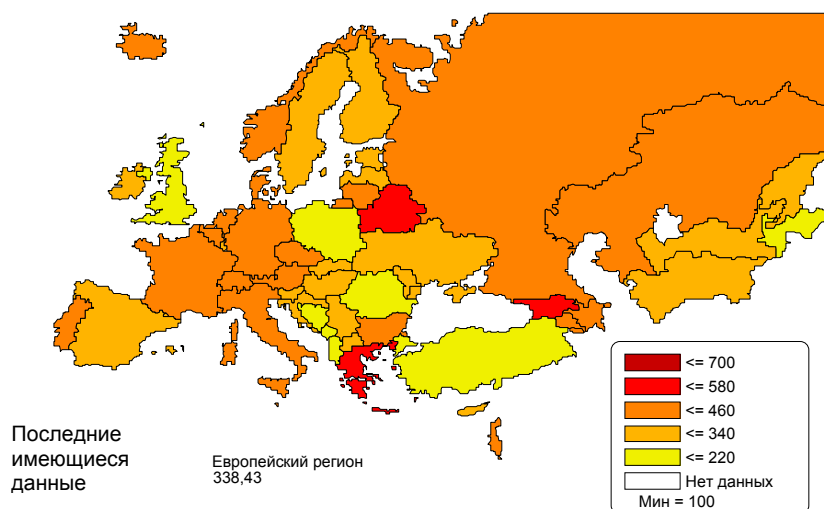 <= 700
<= 580
<= 460
<= 340
<= 220
Нет данных
Мин = 100
Последние
имеющиеся
данные
Европейский регион
338,43